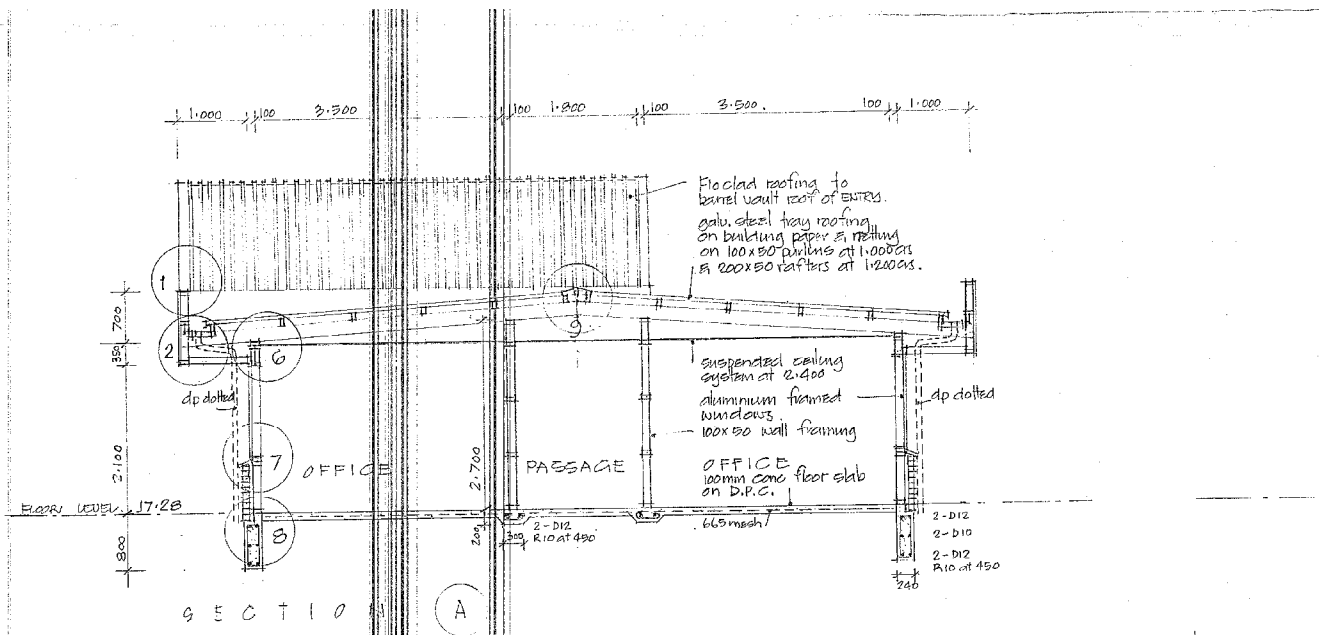 1.000 100 3.500 100 1.800 100 3.500. 100 1.000
Floclad roofing to
barrel vault roof of ENTRY.
galv. steel tray roofing
on building paper & netting
on 100x50 purlins at 1.000crs
& 200x50 rafters at 1.200crs.
1
9
700
2
6
350
suspended ceiling
system at 2.400
aluminium framed
windows.
100x50 wall framing
dp dotted
dp dotted
2.100
7
OFFICE
2.700
PASSAGE
OFFICE
100mm conc floor slab
on D.P.C.
FLOOR LEVEL 17.28
8
800
200
300
2-D12
R10 at 450
665 mesh
2-D12
2-D10
2-D12
R10 at 450
240
SECTION A